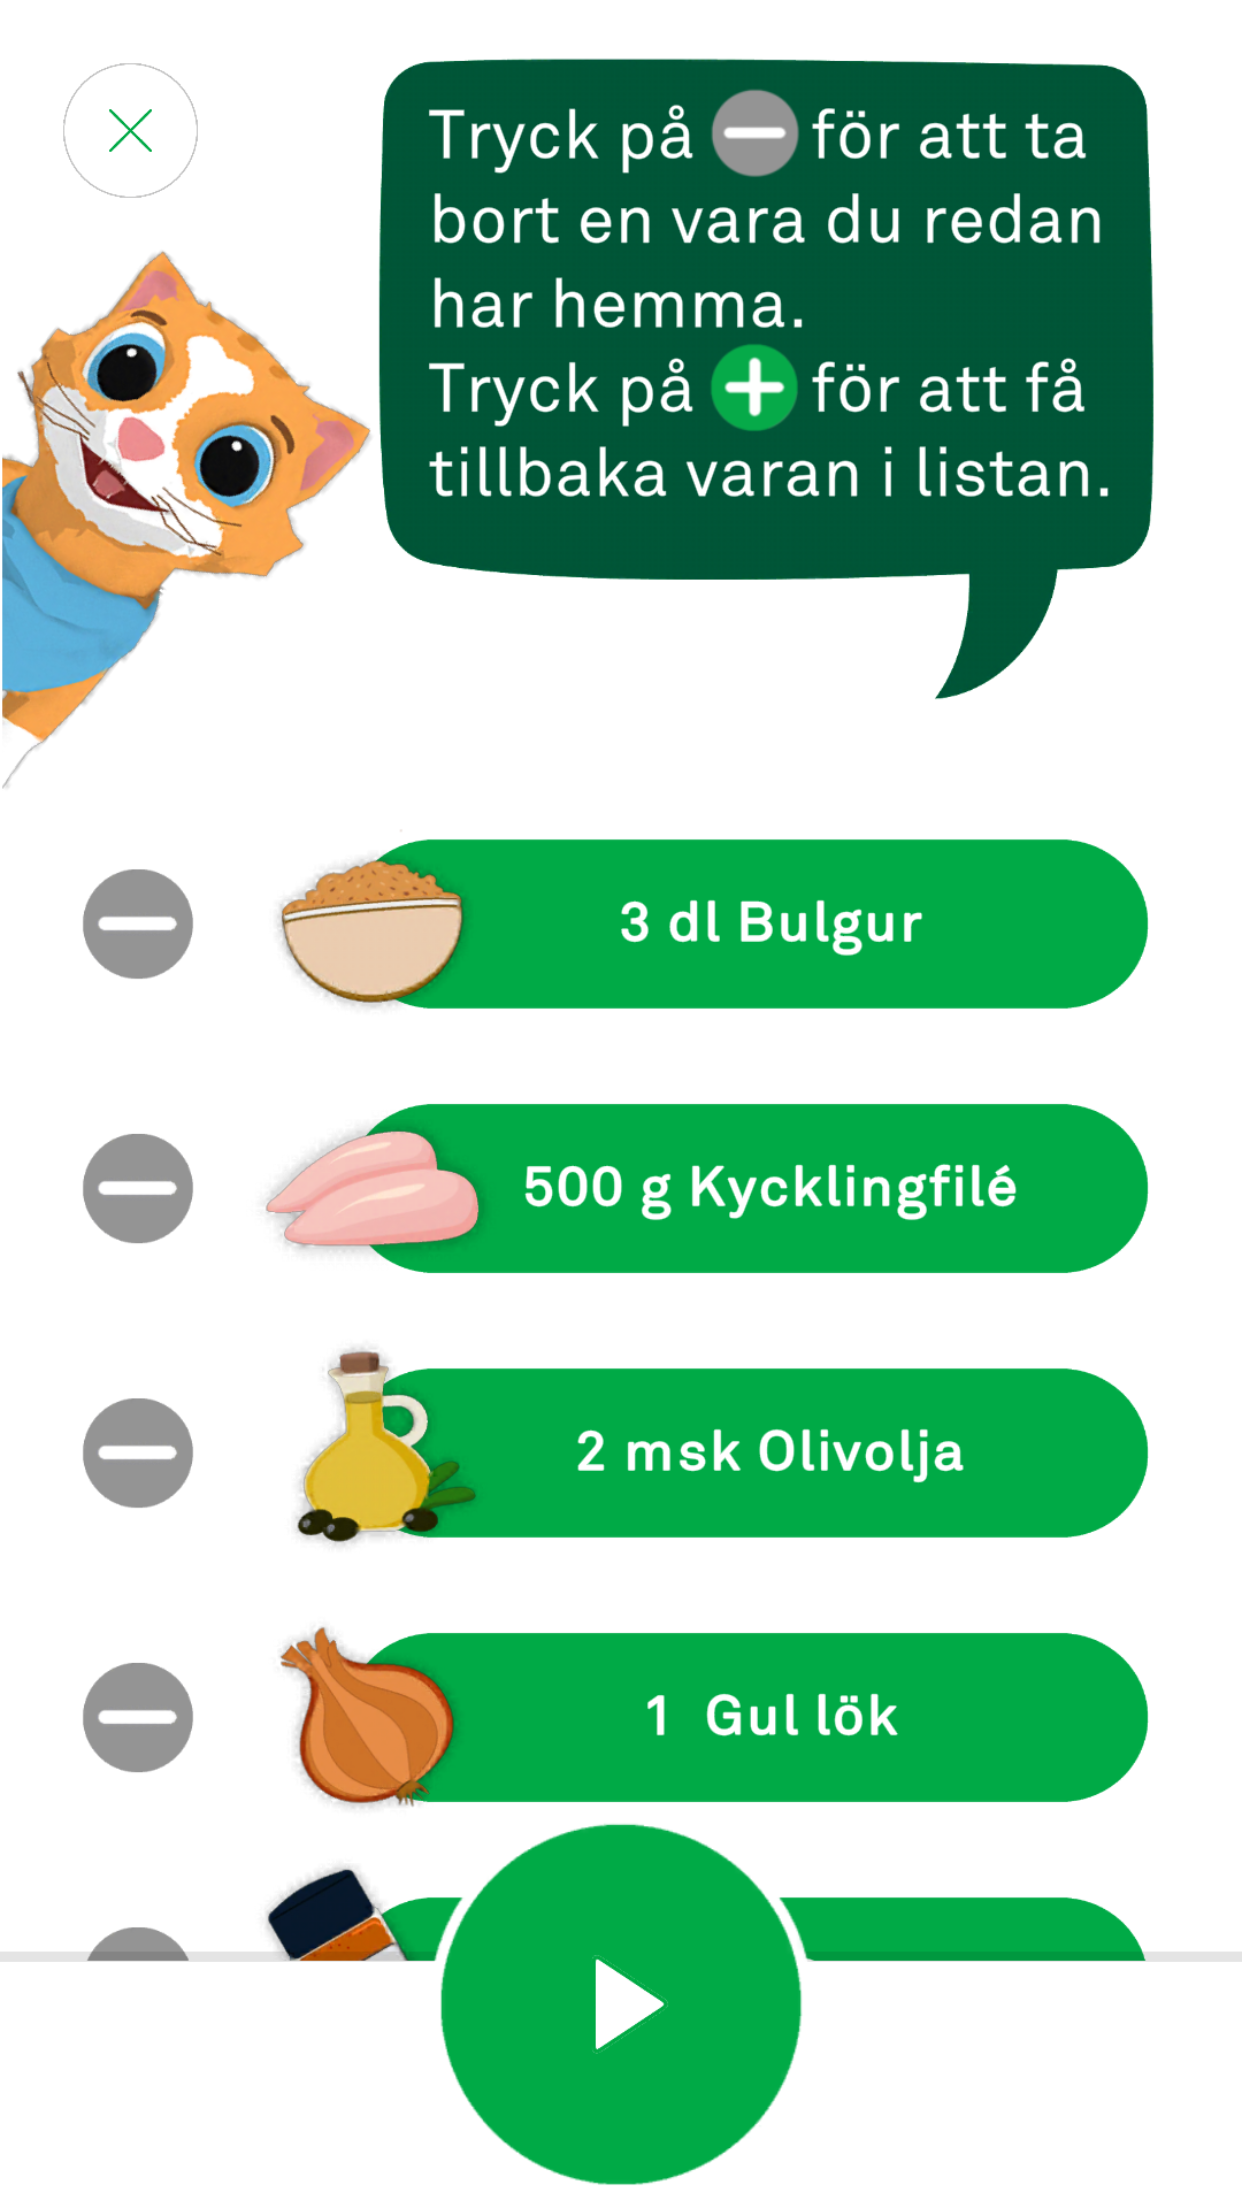 Tryck på − för att ta
bort en vara du redan
har hemma.
Tryck på + för att få
tillbaka varan i listan.
3 dl Bulgur
500 g Kycklingfilé
2 msk Olivolja
1 Gul lök